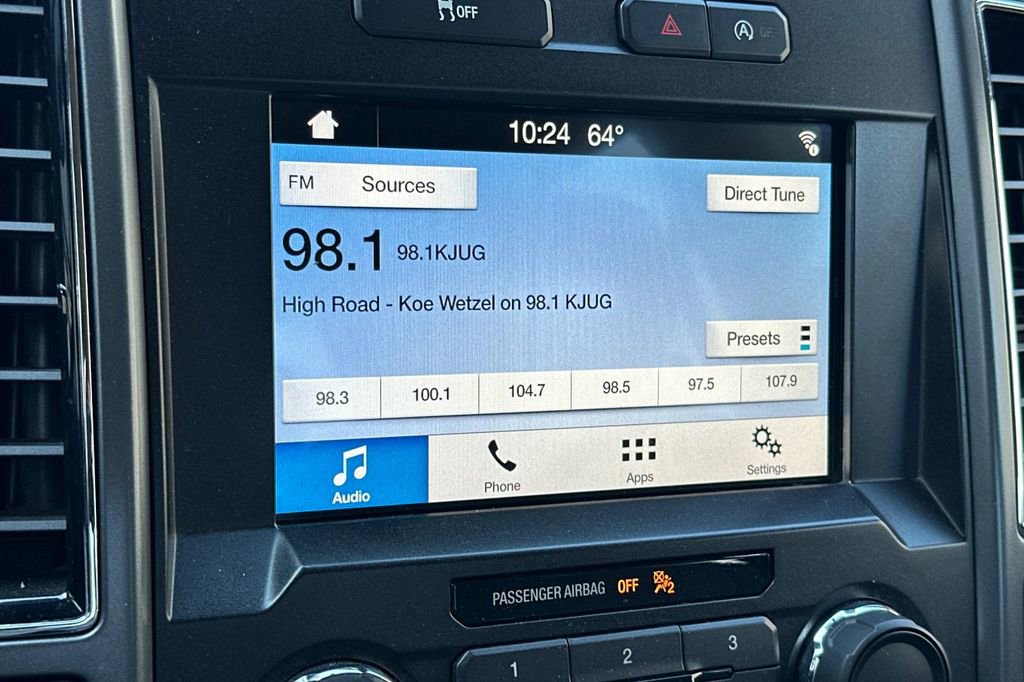 OFF
10:24 64°
FM Sources
Direct Tune
98.1 98.1KJUG
High Road - Koe Wetzel on 98.1 KJUG
Presets
98.3 100.1 104.7 98.5 97.5 107.9
Audio Phone Apps Settings
PASSENGER AIRBAG OFF 2
1 2 3